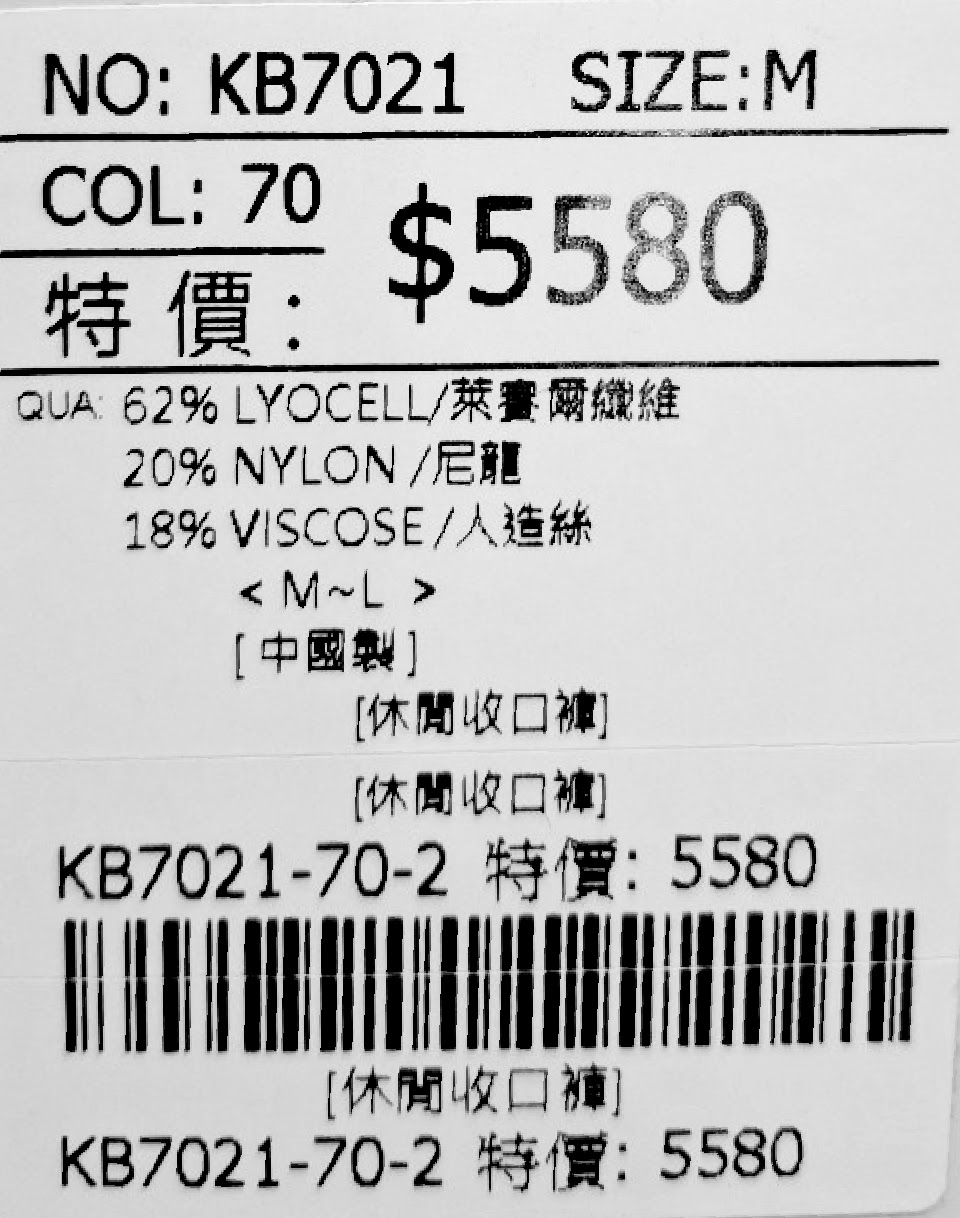 NO: KB7021 SIZE:M
COL: 70
$5580
特價:
QUA: 62% LYOCELL/萊賽爾纖維
20% NYLON/尼龍
18% VISCOSE/人造絲
< M~L >
[中國製]
[休閒收口褲]
[休閒收口褲]
KB7021-70-2 特價: 5580
[休閒收口褲]
KB7021-70-2 特價: 5580